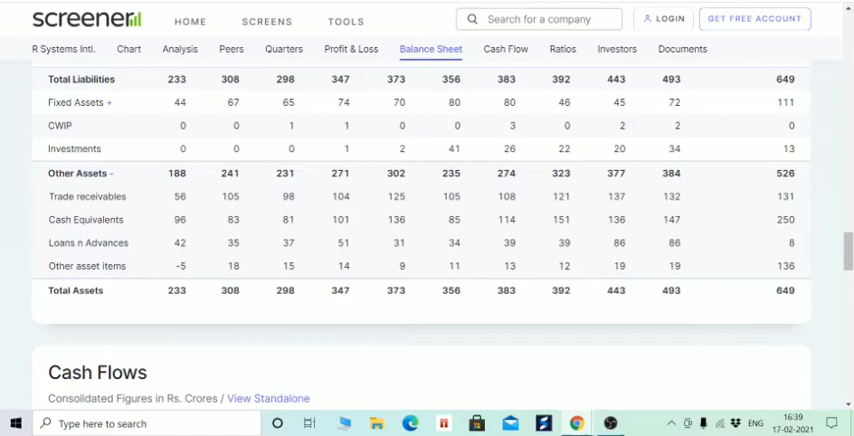 screener HOME SCREENS TOOLS Search for a company LOGIN GET FREE ACCOUNT
R Systems Intl. Chart Analysis Peers Quarters Profit & Loss Balance Sheet Cash Flow Ratios Investors Documents
Total Liabilities 233 308 298 347 373 356 383 392 443 493 649
Fixed Assets + 44 67 65 74 70 80 80 46 45 72 111
CWIP 0 0 1 1 0 0 3 0 2 2 0
Investments 0 0 0 1 2 41 26 22 20 34 13
Other Assets - 188 241 231 271 302 235 274 323 377 384 526
Trade receivables 56 105 98 104 125 105 108 121 137 132 131
Cash Equivalents 96 83 81 101 136 85 114 151 136 147 250
Loans n Advances 42 35 37 51 31 34 39 39 86 86 8
Other asset items -5 18 15 14 9 11 13 12 19 19 136
Total Assets 233 308 298 347 373 356 383 392 443 493 649
Cash Flows
Consolidated Figures in Rs. Crores / View Standalone
Type here to search ENG 16:39
17-02-2021